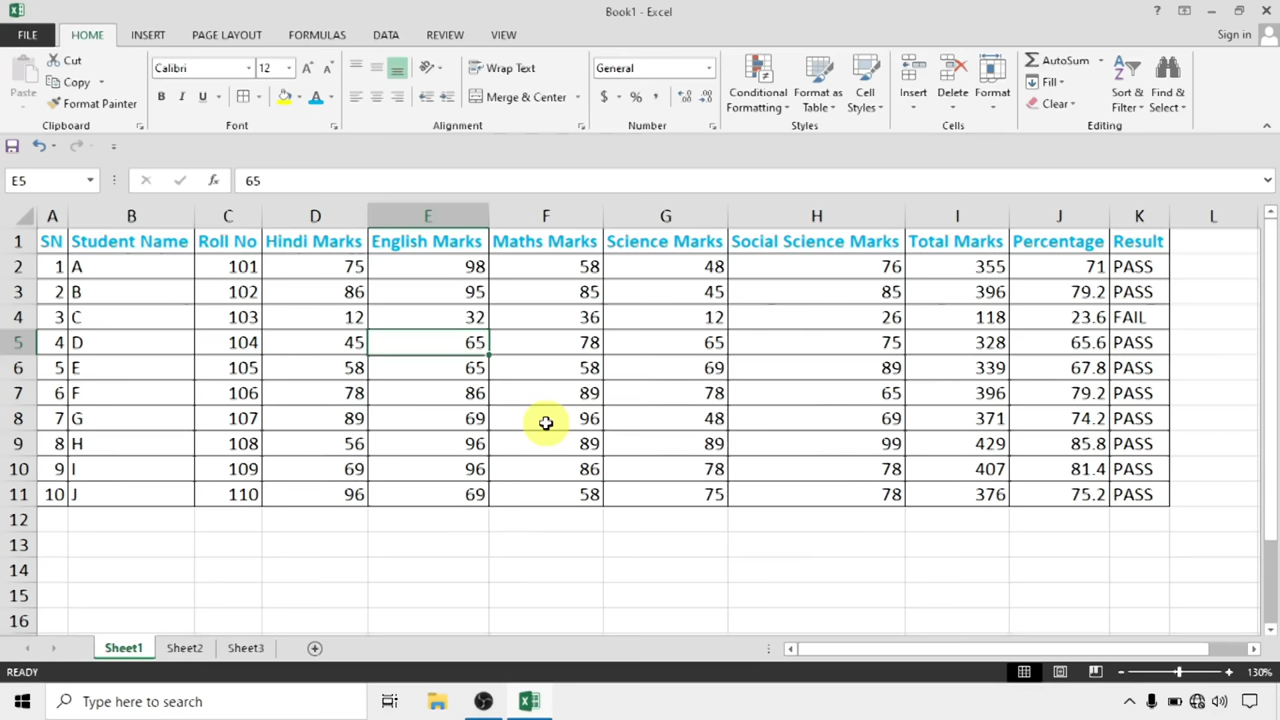 Book1 - Excel
?
FILE HOME INSERT PAGE LAYOUT FORMULAS DATA REVIEW VIEW Sign in
Paste Cut Copy Format Painter
Calibri 12
B I U
Wrap Text
Merge & Center
General
$ % ,
Conditional Formatting Format as Table Cell Styles
Insert Delete Format
AutoSum Fill Clear
Sort & Filter Find & Select
Clipboard Font Alignment Number Styles Cells Editing
E5 fx 65
A B C D E F G H I J K L
1 SN Student Name Roll No Hindi Marks English Marks Maths Marks Science Marks Social Science Marks Total Marks Percentage Result
2 1 A 101 75 98 58 48 76 355 71 PASS
3 2 B 102 86 95 85 45 85 396 79.2 PASS
4 3 C 103 12 32 36 12 26 118 23.6 FAIL
5 4 D 104 45 65 78 65 75 328 65.6 PASS
6 5 E 105 58 65 58 69 89 339 67.8 PASS
7 6 F 106 78 86 89 78 65 396 79.2 PASS
8 7 G 107 89 69 96 48 69 371 74.2 PASS
9 8 H 108 56 96 89 89 99 429 85.8 PASS
10 9 I 109 69 96 86 78 78 407 81.4 PASS
11 10 J 110 96 69 58 75 78 376 75.2 PASS
12
13
14
15
16
Sheet1 Sheet2 Sheet3
READY 130%
Type here to search